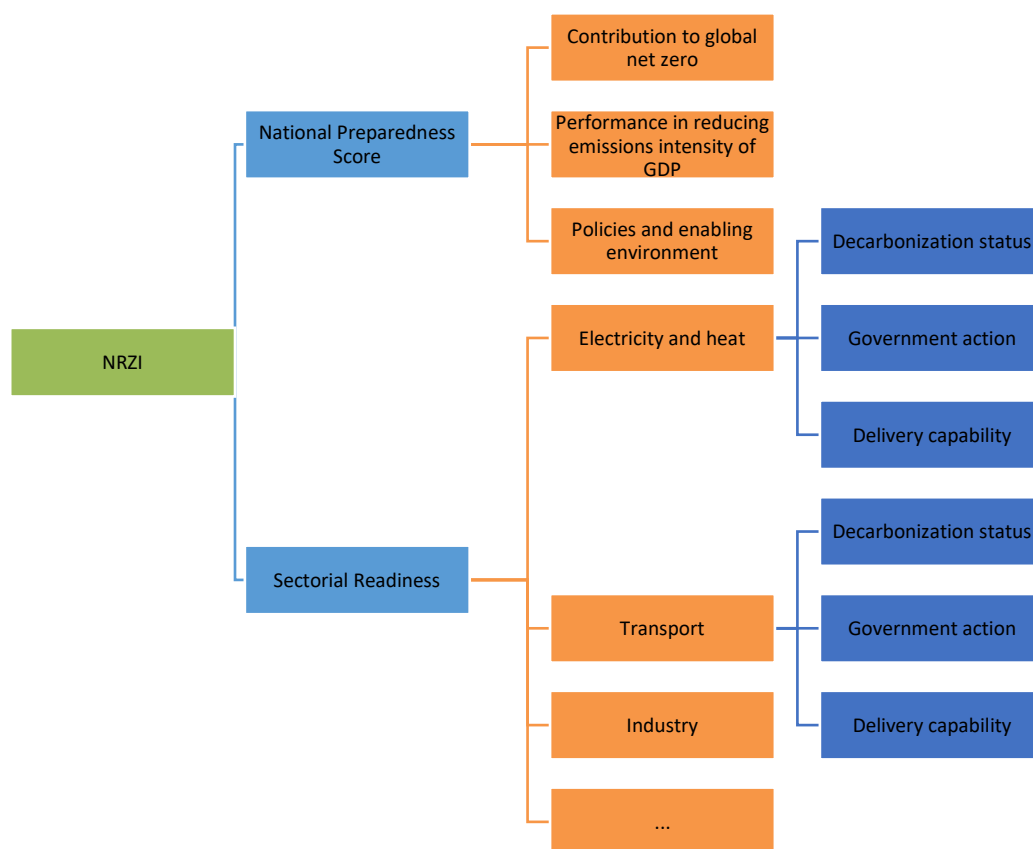 Contribution to global
net zero
National Preparedness
Score
Performance in reducing
emissions intensity of
GDP
Policies and enabling
environment
Decarbonization status
NRZI
Electricity and heat
Government action
Delivery capability
Decarbonization status
Sectorial Readiness
Transport
Government action
Industry
Delivery capability
...